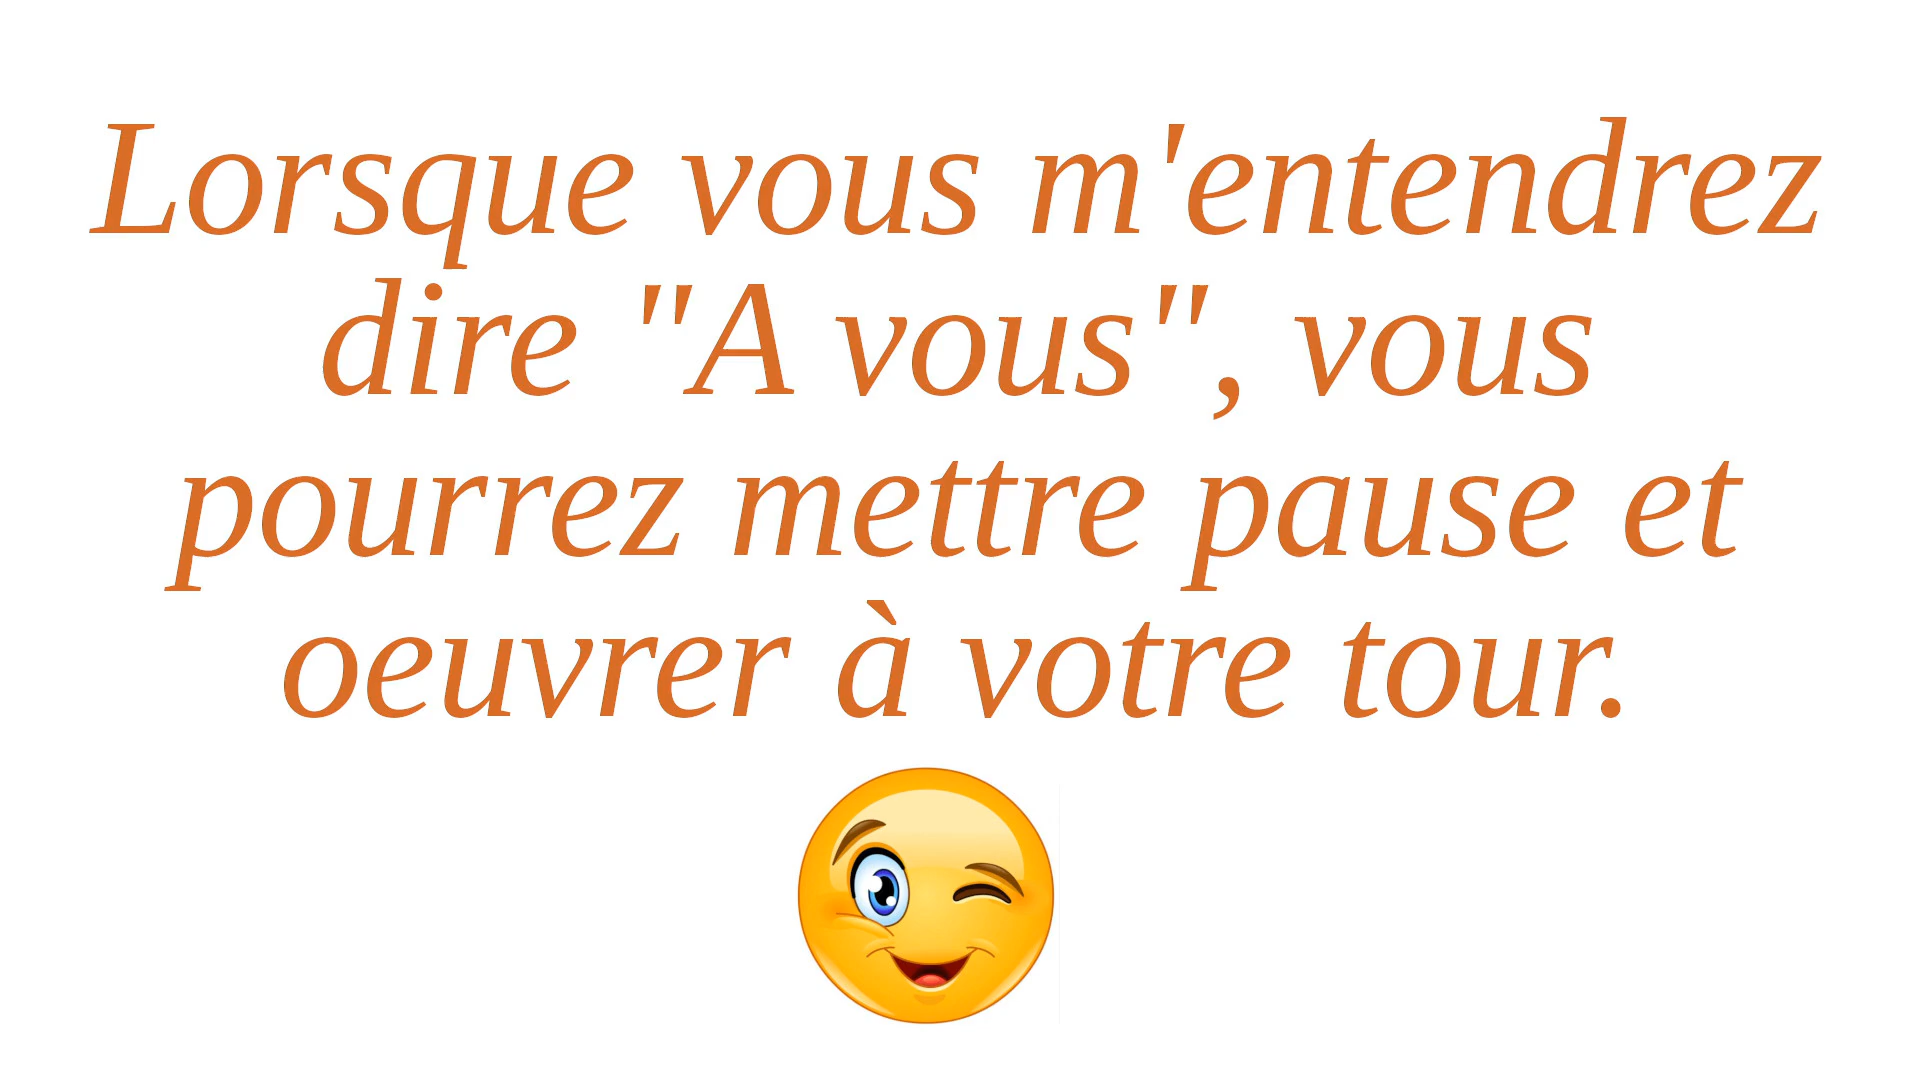 Lorsque vous m'entendrez
dire "A vous", vous
pourrez mettre pause et
oeuvrer à votre tour.